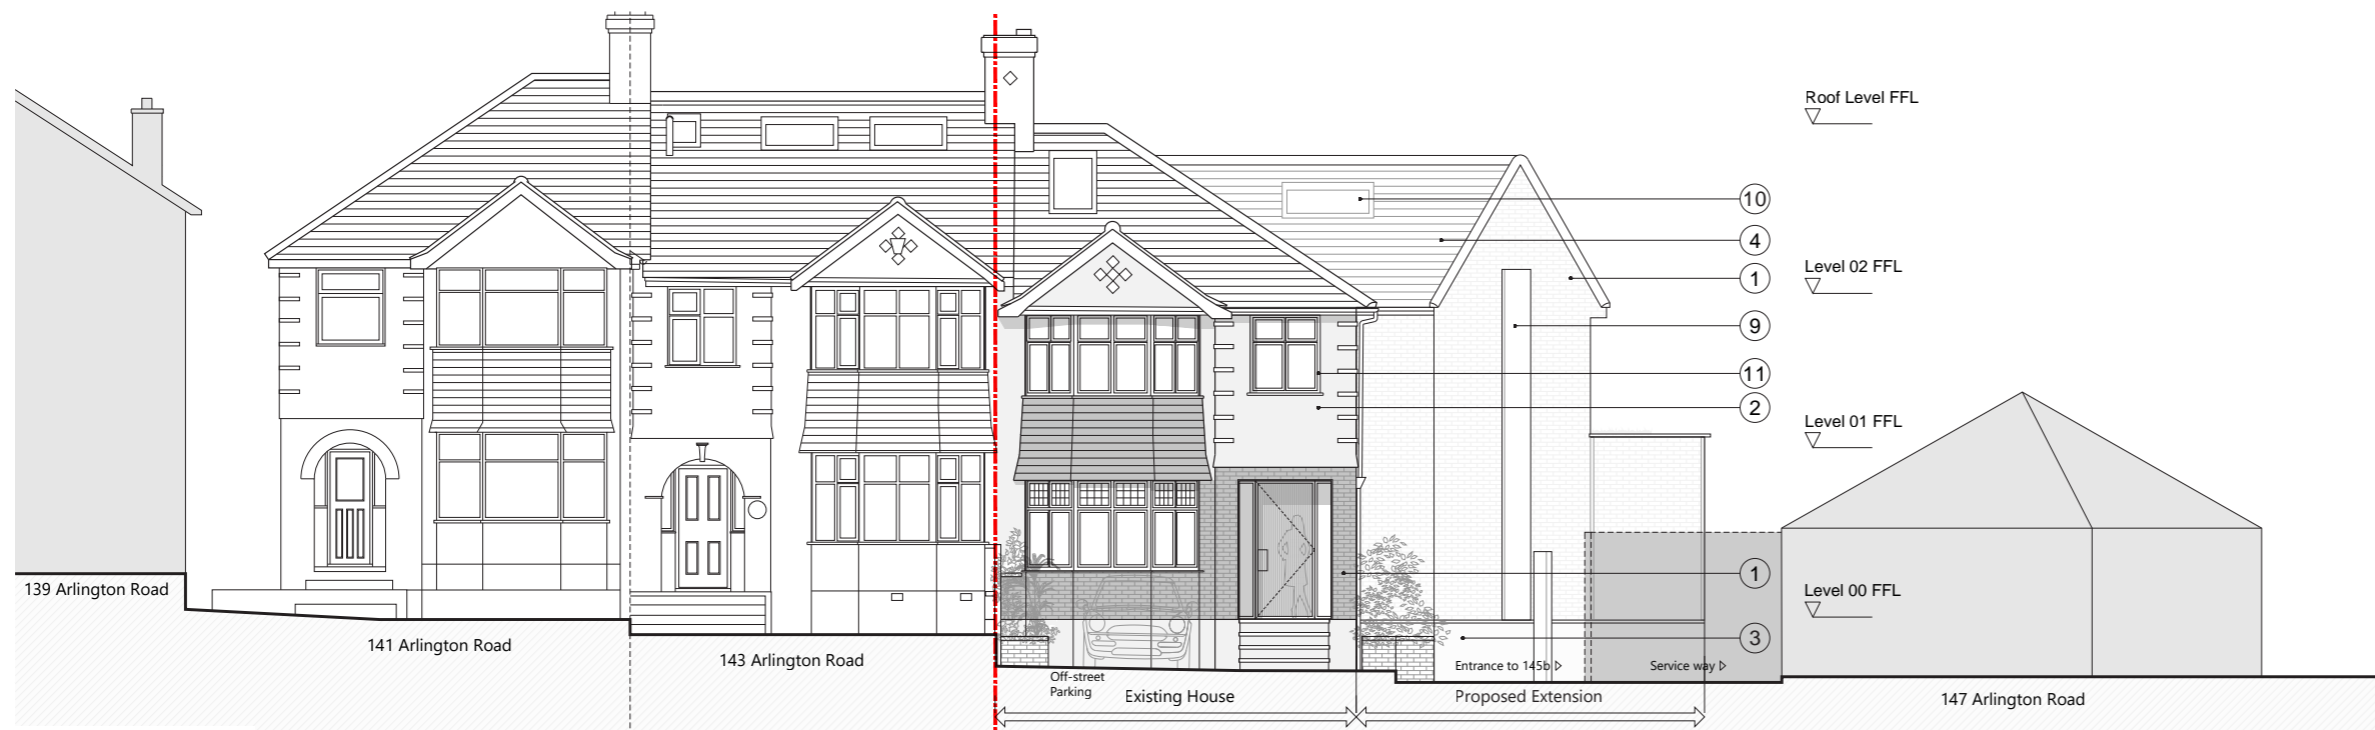 Roof Level FFL
10
4
1
Level 02 FFL
9
11
2
Level 01 FFL
1
Level 00 FFL
3
139 Arlington Road
141 Arlington Road
143 Arlington Road
Off-street
Parking
Existing House
Entrance to 145b
Service way
Proposed Extension
147 Arlington Road